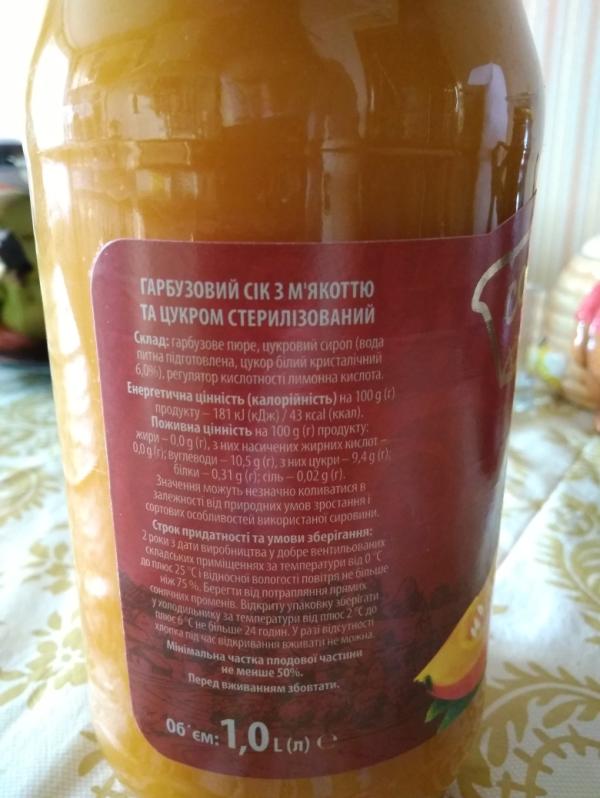 ГАРБУЗОВИЙ СІК З М'ЯКОТТЮ
ТА ЦУКРОМ СТЕРИЛІЗОВАНИЙ
Склад: гарбузове пюре, цукровий сироп (вода
питна підготовлена, цукор білий кристалічний
6,0%), регулятор кислотності лимонна кислота.
Енергетична цінність (калорійність) на 100 g (г)
продукту – 181 kJ (кДж) / 43 kcal (ккал).
Поживна цінність на 100 g (г) продукту:
жири – 0,0 g (г), з них насичених жирних кислот –
0,0 g (г); вуглеводи – 10,5 g (г), з них цукри – 9,4 g (г);
білки – 0,31 g (г); сіль – 0,02 g (г).
Значення можуть незначно коливатися в
залежності від природних умов зростання і
сортових особливостей використаної сировини.
Строк придатності та умови зберігання:
2 роки з дати виробництва у добре вентильованих
складських приміщеннях за температури від 0 °С
до плюс 25 °С і відносної вологості повітря не більше
ніж 75 %. Берегти від потрапляння прямих
сонячних променів. Відкриту упаковку зберігати
у холодильнику за температури від плюс 2 °С до
плюс 6 °С не більше 24 годин. У разі відсутності
хлопка під час відкривання вживати не можна.
Мінімальна частка плодової частини
не менше 50%.
Перед вживанням збовтати.
Об'єм: 1,0 L (л) ℮